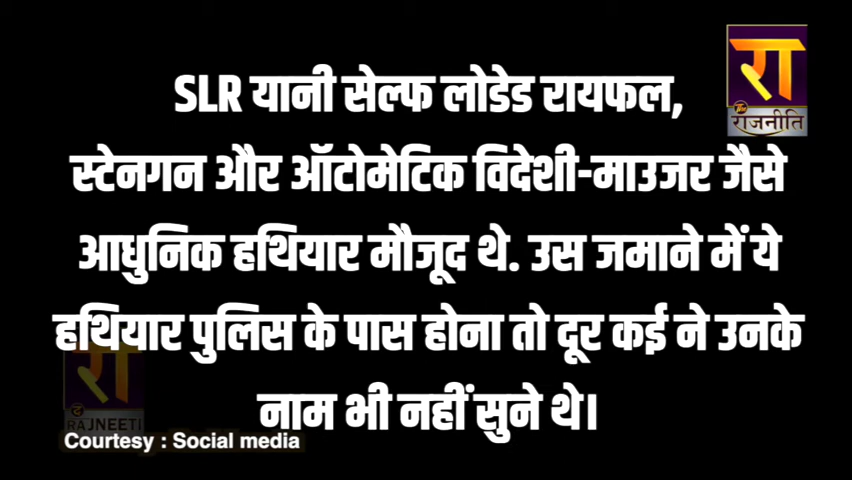 रा
राजनीति
SLR यानी सेल्फ लोडेड रायफल,
स्टेनगन और ऑटोमेटिक विदेशी-माउजर जैसे
आधुनिक हथियार मौजूद थे. उस जमाने में ये
हथियार पुलिस के पास होना तो दूर कई ने उनके
नाम भी नहीं सुने थे।
रा
RAJNEETI
Courtesy : Social media